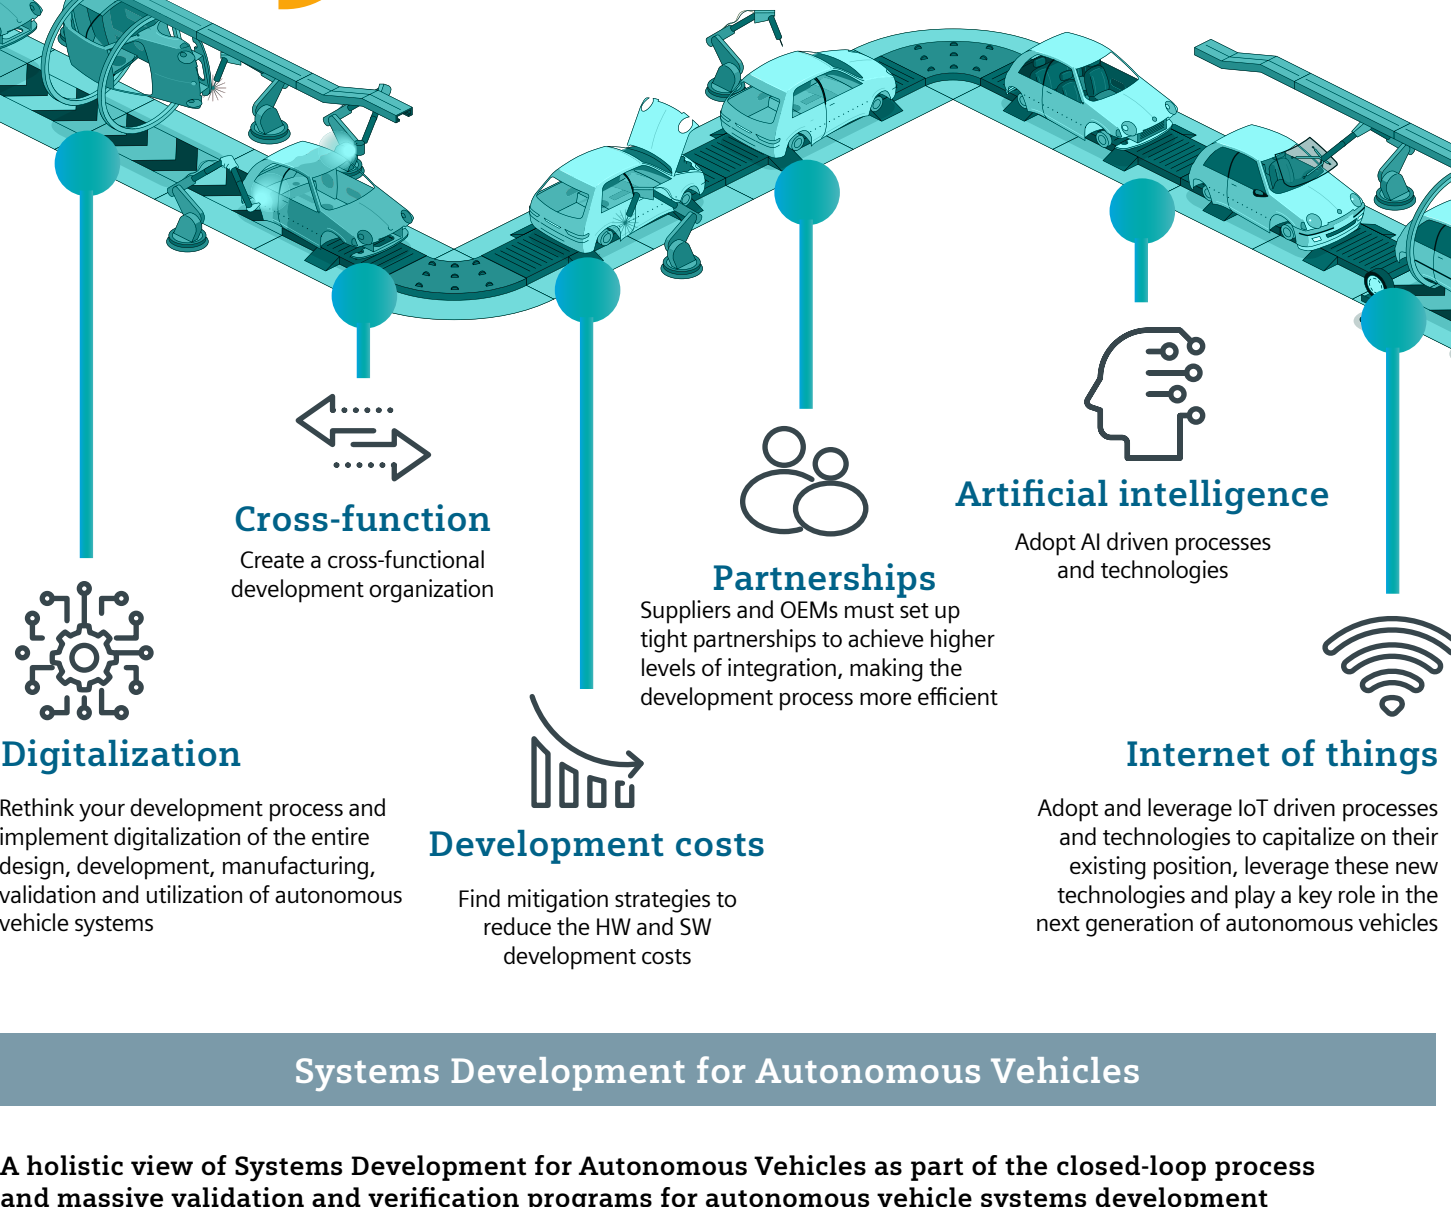 Cross-function
Create a cross-functional
development organization
Artificial intelligence
Adopt AI driven processes
and technologies
Partnerships
Suppliers and OEMs must set up
tight partnerships to achieve higher
levels of integration, making the
development process more efficient
Digitalization
Rethink your development process and
implement digitalization of the entire
design, development, manufacturing,
validation and utilization of autonomous
vehicle systems
Development costs
Find mitigation strategies to
reduce the HW and SW
development costs
Internet of things
Adopt and leverage IoT driven processes
and technologies to capitalize on their
existing position, leverage these new
technologies and play a key role in the
next generation of autonomous vehicles
Systems Development for Autonomous Vehicles
A holistic view of Systems Development for Autonomous Vehicles as part of the closed-loop process
and massive validation and verification programs for autonomous vehicle systems development